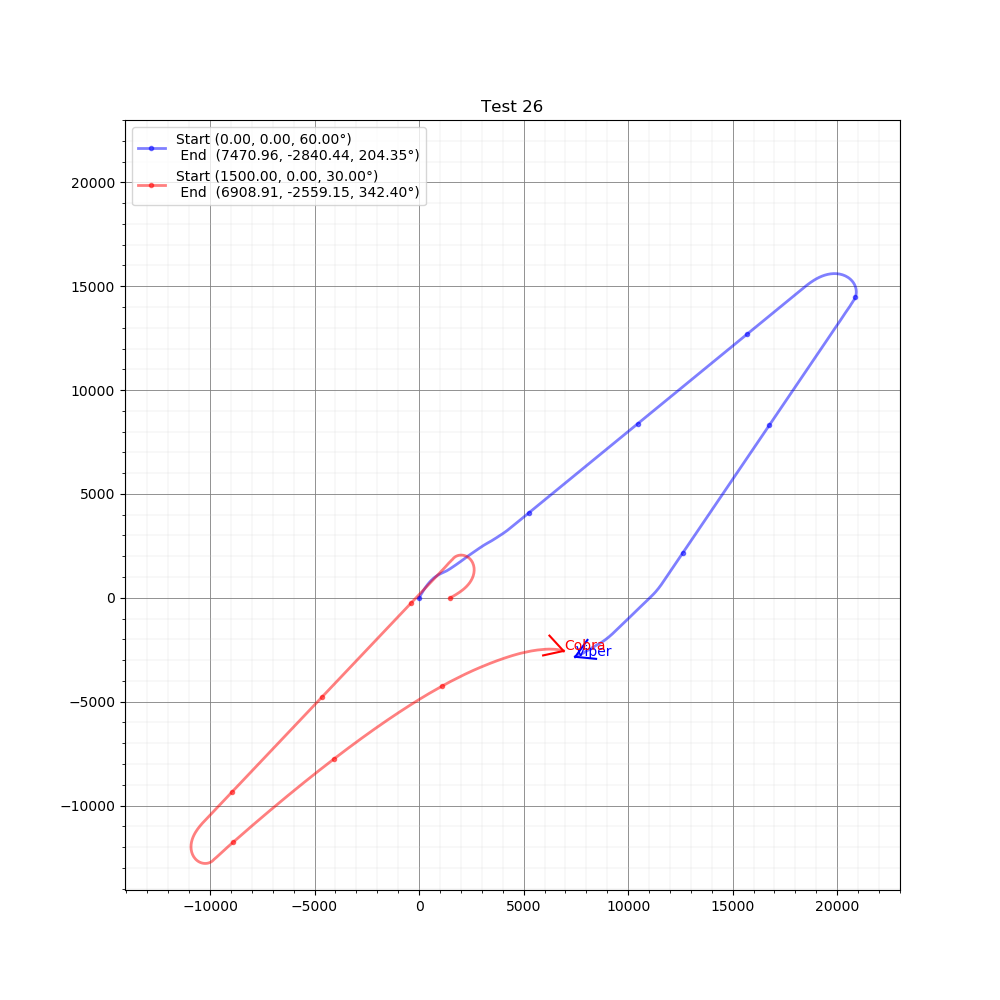 Test 26
Start (0.00, 0.00, 60.00°)
End (7470.96, -2840.44, 204.35°)
Start (1500.00, 0.00, 30.00°)
End (6908.91, -2559.15, 342.40°)
20000
15000
10000
5000
0
−5000
−10000
Cobra
Viper
−10000 −5000 0 5000 10000 15000 20000